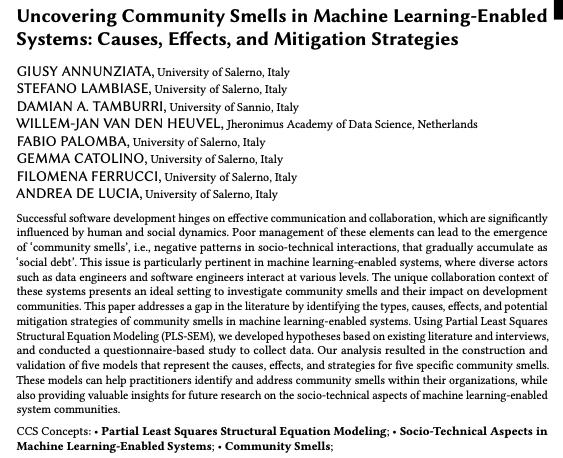 Uncovering Community Smells in Machine Learning-Enabled
Systems: Causes, Effects, and Mitigation Strategies
GIUSY ANNUNZIATA, University of Salerno, Italy
STEFANO LAMBIASE, University of Salerno, Italy
DAMIAN A. TAMBURRI, University of Sannio, Italy
WILLEM-JAN VAN DEN HEUVEL, Jheronimus Academy of Data Science, Netherlands
FABIO PALOMBA, University of Salerno, Italy
GEMMA CATOLINO, University of Salerno, Italy
FILOMENA FERRUCCI, University of Salerno, Italy
ANDREA DE LUCIA, University of Salerno, Italy
Successful software development hinges on effective communication and collaboration, which are significantly
influenced by human and social dynamics. Poor management of these elements can lead to the emergence
of ‘community smells’, i.e., negative patterns in socio-technical interactions, that gradually accumulate as
‘social debt’. This issue is particularly pertinent in machine learning-enabled systems, where diverse actors
such as data engineers and software engineers interact at various levels. The unique collaboration context of
these systems presents an ideal setting to investigate community smells and their impact on development
communities. This paper addresses a gap in the literature by identifying the types, causes, effects, and potential
mitigation strategies of community smells in machine learning-enabled systems. Using Partial Least Squares
Structural Equation Modeling (PLS-SEM), we developed hypotheses based on existing literature and interviews,
and conducted a questionnaire-based study to collect data. Our analysis resulted in the construction and
validation of five models that represent the causes, effects, and strategies for five specific community smells.
These models can help practitioners identify and address community smells within their organizations, while
also providing valuable insights for future research on the socio-technical aspects of machine learning-enabled
system communities.
CCS Concepts: • Partial Least Squares Structural Equation Modeling; • Socio-Technical Aspects in
Machine Learning-Enabled Systems; • Community Smells;